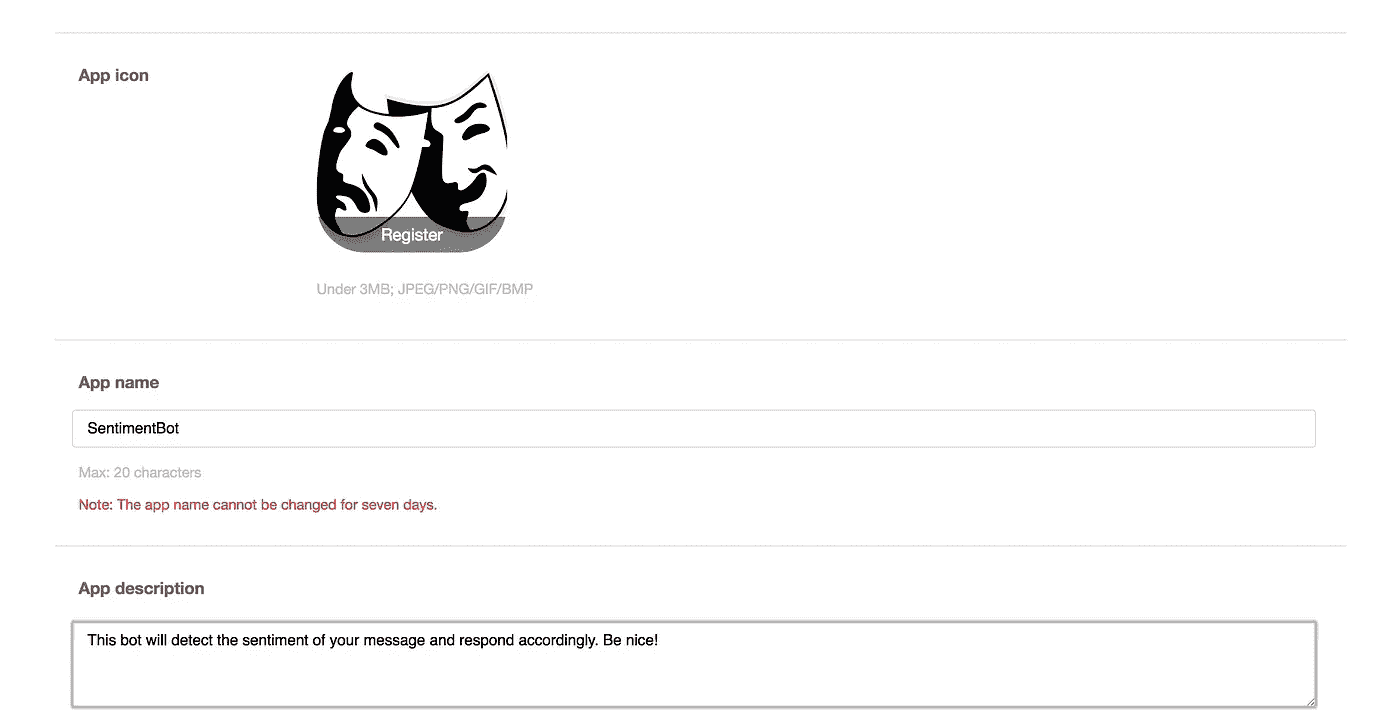 App icon
Register
Under 3MB; JPEG/PNG/GIF/BMP
App name
SentimentBot
Max: 20 characters
Note: The app name cannot be changed for seven days.
App description
This bot will detect the sentiment of your message and respond accordingly. Be nice!